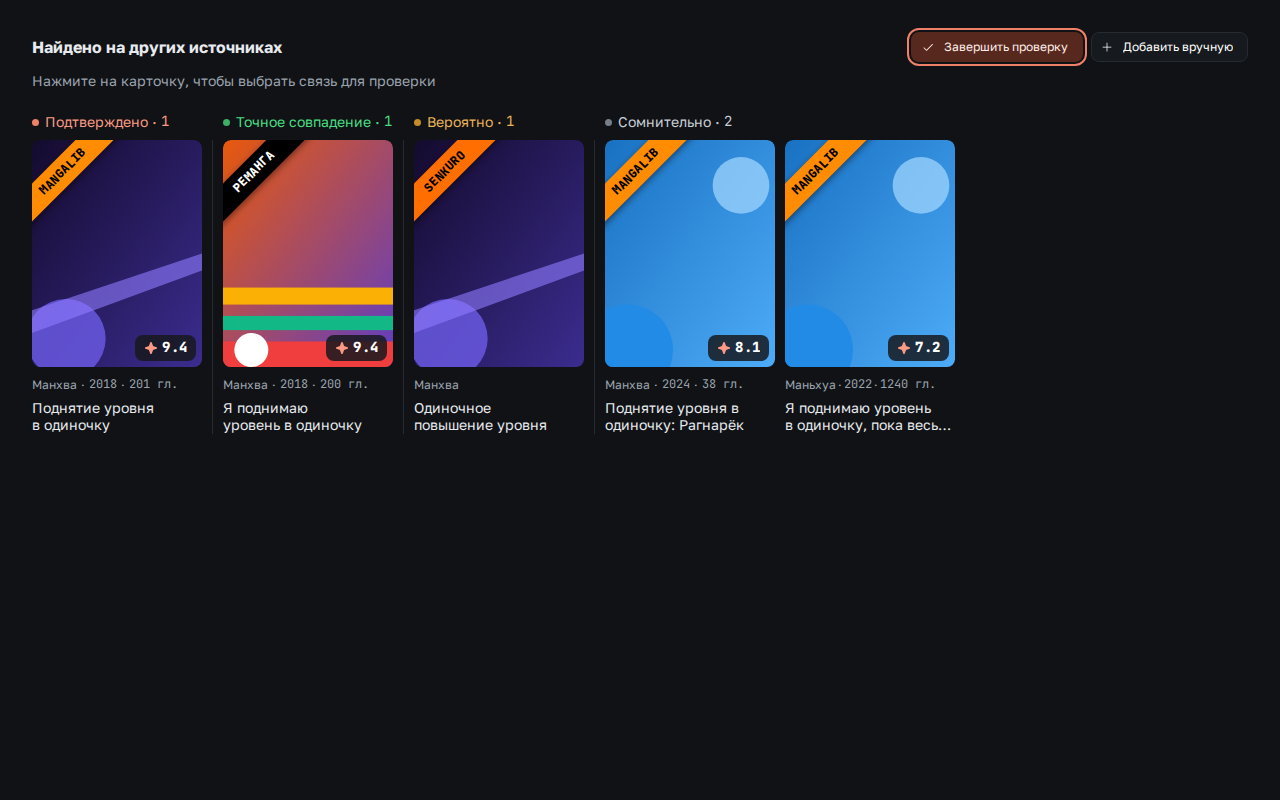 Найдено на других источниках
Завершить проверку
Добавить вручную
Нажмите на карточку, чтобы выбрать связь для проверки
Подтверждено · 1
Точное совпадение · 1
Вероятно · 1
Сомнительно · 2
MANGALIB
9.4
Манхва · 2018 · 201 гл.
Поднятие уровня
в одиночку
РЕМАНГА
9.4
Манхва · 2018 · 200 гл.
Я поднимаю
уровень в одиночку
SENKURO
Манхва
Одиночное
повышение уровня
MANGALIB
8.1
Манхва · 2024 · 38 гл.
Поднятие уровня в
одиночку: Рагнарёк
MANGALIB
7.2
Маньхуа · 2022 · 1240 гл.
Я поднимаю уровень
в одиночку, пока весь…